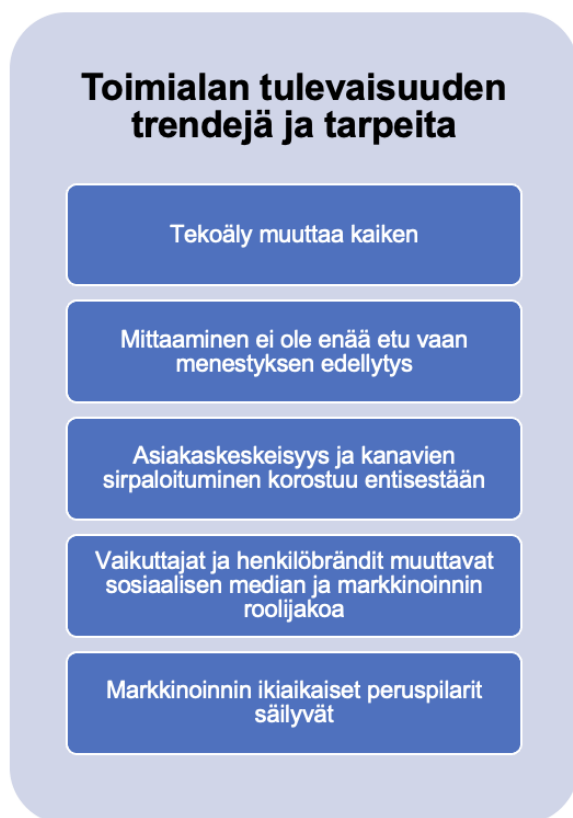 Toimialan tulevaisuuden
trendejä ja tarpeita
Tekoäly muuttaa kaiken
Mittaaminen ei ole enää etu vaan
menestyksen edellytys
Asiakaskeskeisyys ja kanavien
sirpaloituminen korostuu entisestään
Vaikuttajat ja henkilöbrändit muuttavat
sosiaalisen median ja markkinoinnin
roolijakoa
Markkinoinnin ikiaikaiset peruspilarit
säilyvät